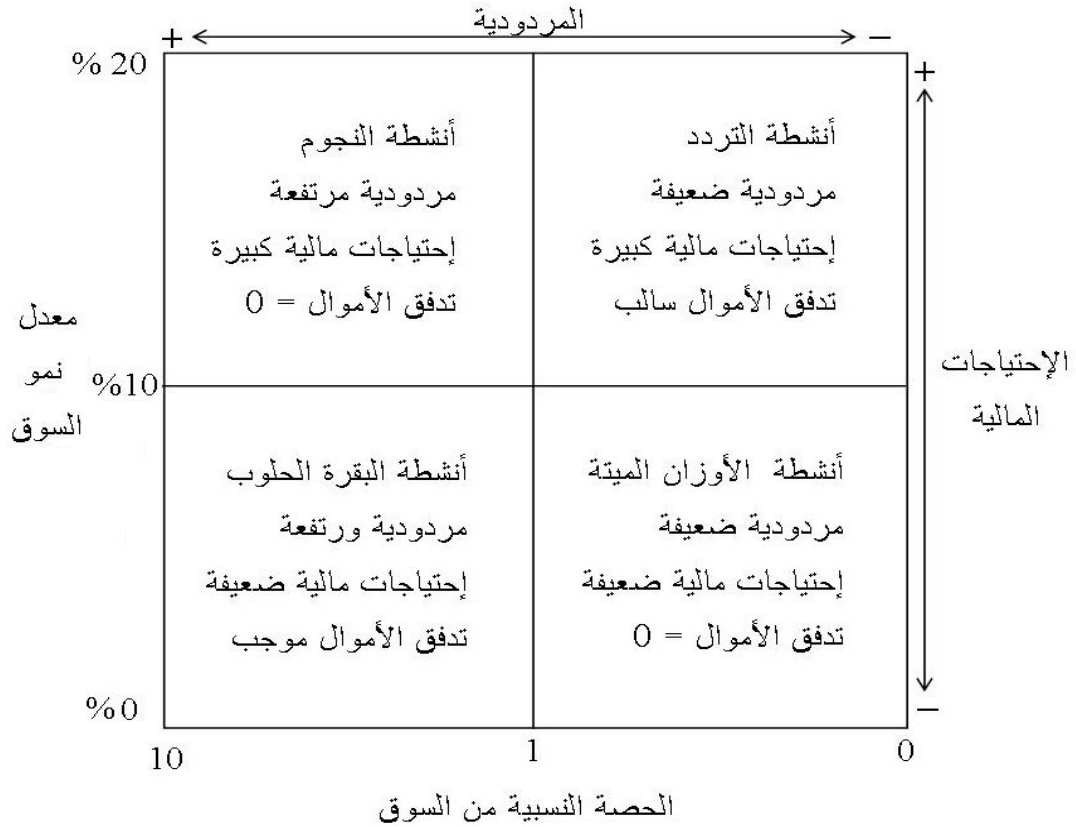 المردودية
+
−
% 20
+
أنشطة التردد
مردودية ضعيفة
إحتياجات مالية كبيرة
تدفق الأموال سالب
أنشطة النجوم
مردودية مرتفعة
إحتياجات مالية كبيرة
تدفق الأموال = 0
معدل
نمو
السوق
%10
الإحتياجات
المالية
أنشطة الأوزان الميتة
مردودية ضعيفة
إحتياجات مالية ضعيفة
تدفق الأموال = 0
أنشطة البقرة الحلوب
مردودية ورتفعة
إحتياجات مالية ضعيفة
تدفق الأموال موجب
%0
−
10
1
0
الحصة النسبية من السوق